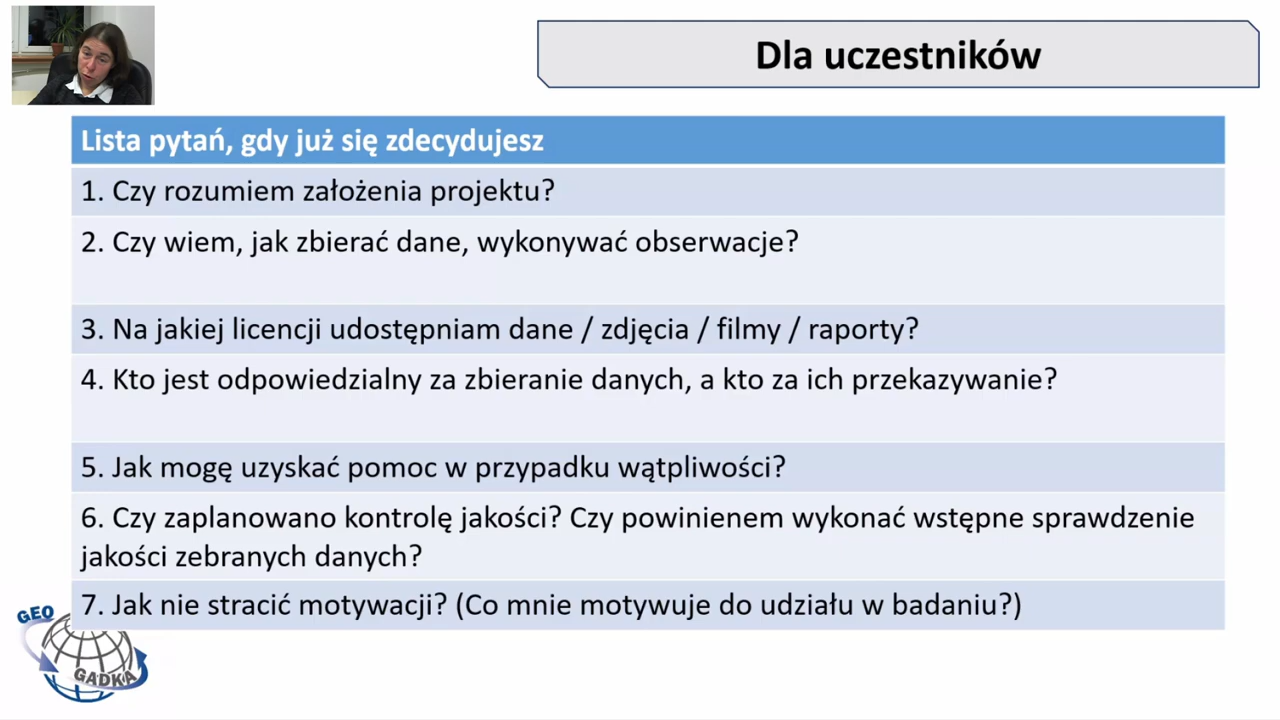 Dla uczestników
Lista pytań, gdy już się zdecydujesz
1. Czy rozumiem założenia projektu?
2. Czy wiem, jak zbierać dane, wykonywać obserwacje?
3. Na jakiej licencji udostępniam dane / zdjęcia / filmy / raporty?
4. Kto jest odpowiedzialny za zbieranie danych, a kto za ich przekazywanie?
5. Jak mogę uzyskać pomoc w przypadku wątpliwości?
6. Czy zaplanowano kontrolę jakości? Czy powinienem wykonać wstępne sprawdzenie
jakości zebranych danych?
7. Jak nie stracić motywacji? (Co mnie motywuje do udziału w badaniu?)
GEO
GADKA